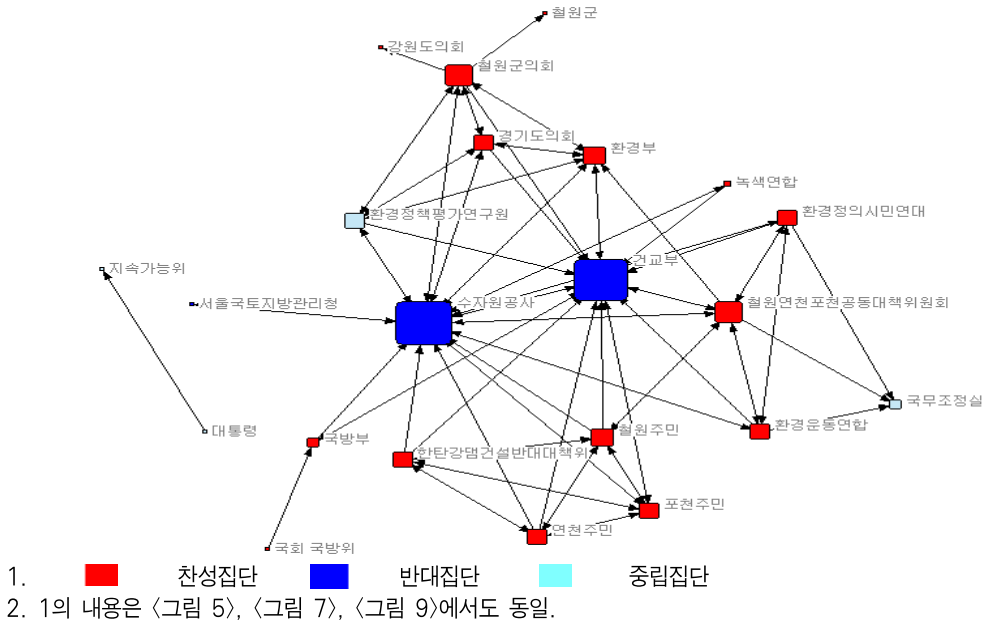 철원군
강원도의회
철원군의회
경기도의회
환경부
녹색연합
환경정책평가연구원
환경정의시민연대
건교부
지속가능위
서울국토지방관리청
수자원공사
철원연천포천공동대책위원회
국무조정실
대통령
국방부
철원주민
환경운동연합
한탄강댐건설반대대책위
포천주민
연천주민
국회 국방위
1. 찬성집단 반대집단 중립집단
2. 1의 내용은 〈그림 5〉, 〈그림 7〉, 〈그림 9〉에서도 동일.